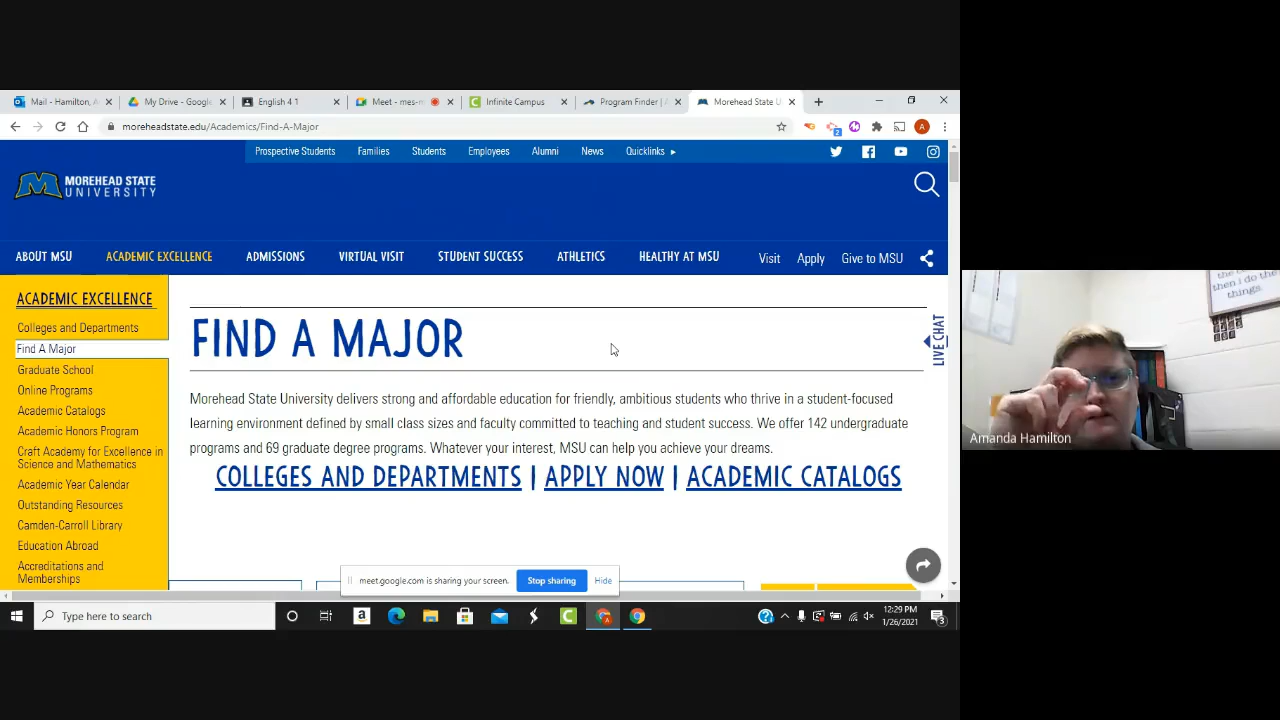 Mail - Hamilton, A
My Drive - Google
English 4 1
Meet - mes-m
Infinite Campus
Program Finder | A
Morehead State U
moreheadstate.edu/Academics/Find-A-Major
2
A
Prospective Students
Families
Students
Employees
Alumni
News
Quicklinks
M MOREHEAD STATE
UNIVERSITY
ABOUT MSU
ACADEMIC EXCELLENCE
ADMISSIONS
VIRTUAL VISIT
STUDENT SUCCESS
ATHLETICS
HEALTHY AT MSU
Visit
Apply
Give to MSU
ACADEMIC EXCELLENCE
Colleges and Departments
Find A Major
Graduate School
Online Programs
Academic Catalogs
Academic Honors Program
Craft Academy for Excellence in
Science and Mathematics
Academic Year Calendar
Outstanding Resources
Camden-Carroll Library
Education Abroad
Accreditations and
Memberships
FIND A MAJOR
Morehead State University delivers strong and affordable education for friendly, ambitious students who thrive in a student-focused
learning environment defined by small class sizes and faculty committed to teaching and student success. We offer 142 undergraduate
programs and 69 graduate degree programs. Whatever your interest, MSU can help you achieve your dreams.
COLLEGES AND DEPARTMENTS | APPLY NOW | ACADEMIC CATALOGS
LIVE CHAT
meet.google.com is sharing your screen.
Stop sharing
Hide
Type here to search
12:29 PM
1/26/2021
3
then I do the
things.
Amanda Hamilton